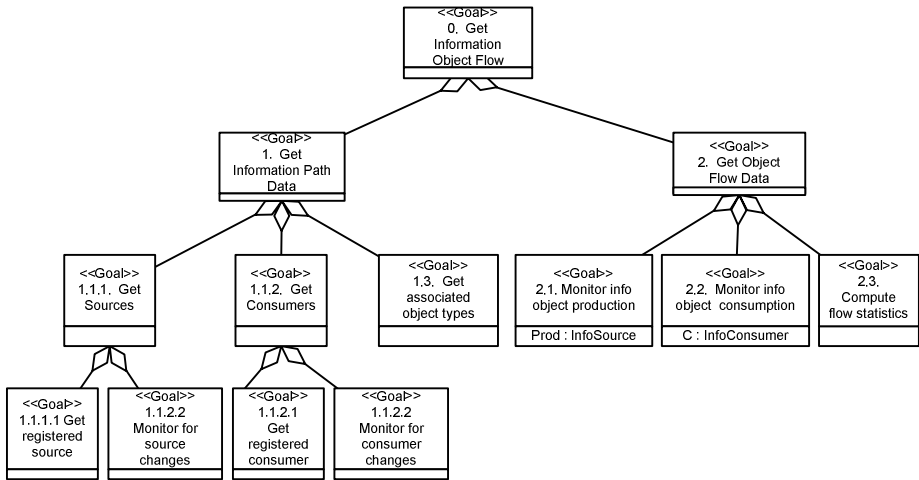 <<Goal>>
0. Get
Information
Object Flow
<<Goal>>
1. Get
Information Path
Data
<<Goal>>
2. Get Object
Flow Data
<<Goal>>
1.1.1. Get
Sources
<<Goal>>
1.1.2. Get
Consumers
<<Goal>>
1.3. Get
associated
object types
<<Goal>>
2.1. Monitor info
object production
Prod : InfoSource
<<Goal>>
2.2. Monitor info
object consumption
C : InfoConsumer
<<Goal>>
2.3.
Compute
flow statistics
<<Goal>>
1.1.1.1 Get
registered
source
<<Goal>>
1.1.2.2
Monitor for
source
changes
<<Goal>>
1.1.2.1
Get
registered
consumer
<<Goal>>
1.1.2.2
Monitor for
consumer
changes